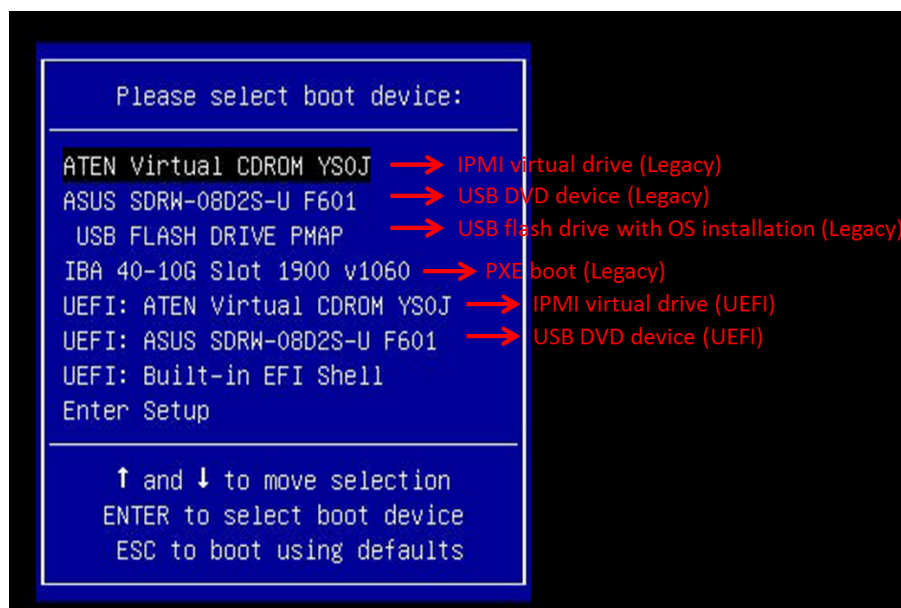 Please select boot device:
ATEN Virtual CDROM YS0J IPMI virtual drive (Legacy)
ASUS SDRW-08D2S-U F601 USB DVD device (Legacy)
USB FLASH DRIVE PMAP USB flash drive with OS installation (Legacy)
IBA 40-10G Slot 1900 v1060 PXE boot (Legacy)
UEFI: ATEN Virtual CDROM YS0J IPMI virtual drive (UEFI)
UEFI: ASUS SDRW-08D2S-U F601 USB DVD device (UEFI)
UEFI: Built-in EFI Shell
Enter Setup
↑ and ↓ to move selection
ENTER to select boot device
ESC to boot using defaults